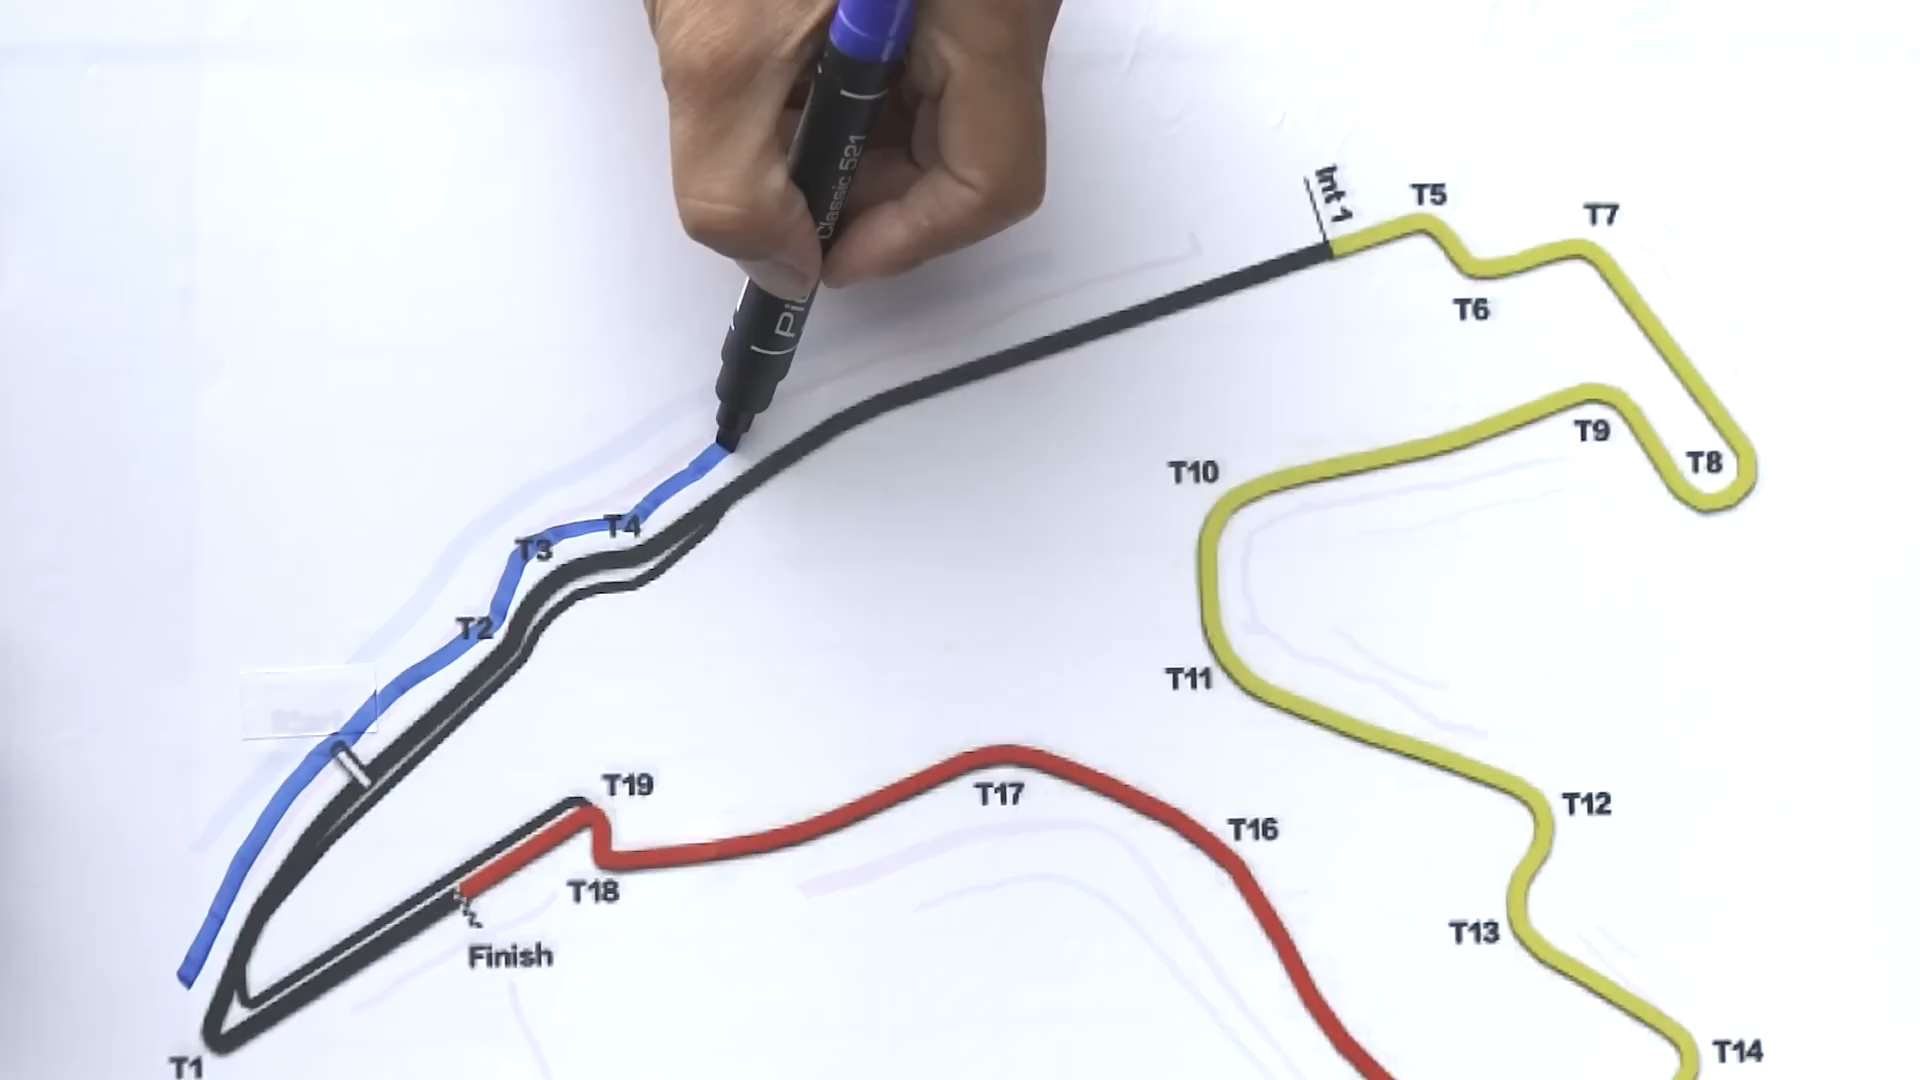 Classic 521
Int 1
T5
T7
T6
T9
T8
T10
T4
T3
T2
T11
T19
T17
T12
T16
T18
T13
Finish
T14
T1